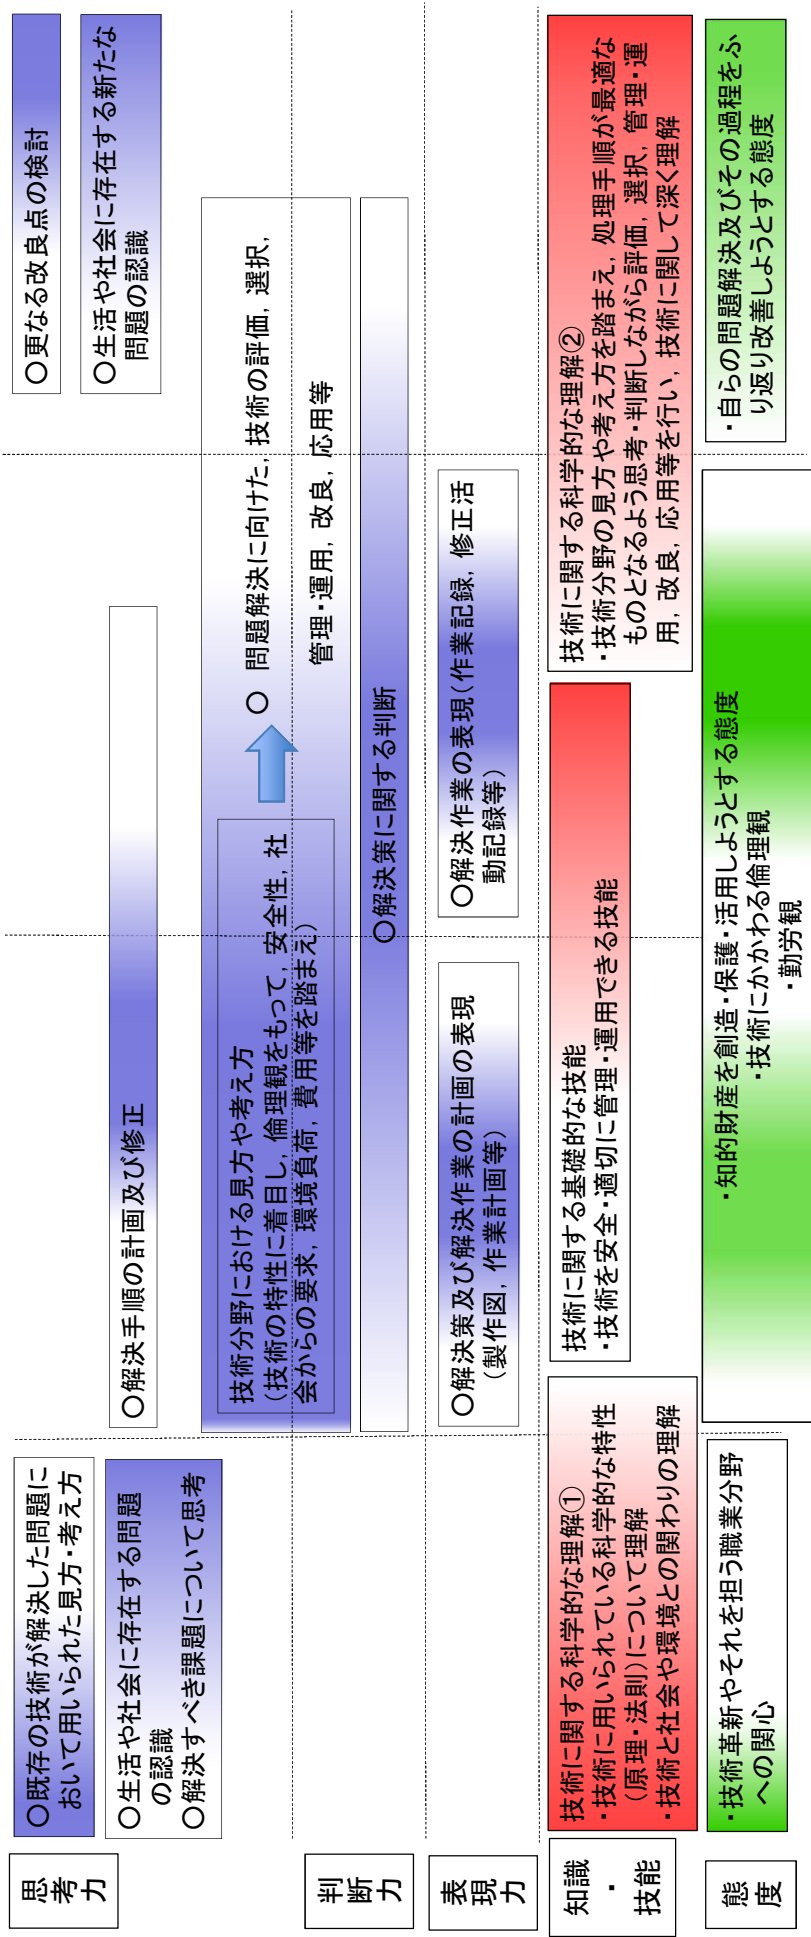 思
考
力
○既存の技術が解決した問題に
おいて用いられた見方・考え方
○生活や社会に存在する問題
の認識
○解決すべき課題について思考
○解決手順の計画及び修正
技術分野における見方や考え方
(技術の特性に着目し,倫理観をもって,安全性,社
会からの要求,環境負荷,費用等を踏まえ)
○ 問題解決に向けた,技術の評価,選択,
管理・運用,改良,応用等
○更なる改良点の検討
○生活や社会に存在する新たな
問題の認識
判
断
力
○解決策に関する判断
表
現
力
○解決策及び解決作業の計画の表現
(製作図,作業計画等)
○解決作業の表現(作業記録,修正活
動記録等)
知識
・
技能
技術に関する科学的な理解①
・技術に用いられている科学的な特性
(原理・法則)について理解
・技術と社会や環境との関わりの理解
技術に関する基礎的な技能
・技術を安全・適切に管理・運用できる技能
技術に関する科学的な理解②
・技術分野の見方や考え方を踏まえ,処理手順が最適な
ものとなるよう思考・判断しながら評価,選択,管理・運
用,改良,応用等を行い,技術に関して深く理解
態
度
・技術革新やそれを担う職業分野
への関心
・知的財産を創造・保護・活用しようとする態度
・技術にかかわる倫理観
・勤労観
・自らの問題解決及びその過程をふ
り返り改善しようとする態度